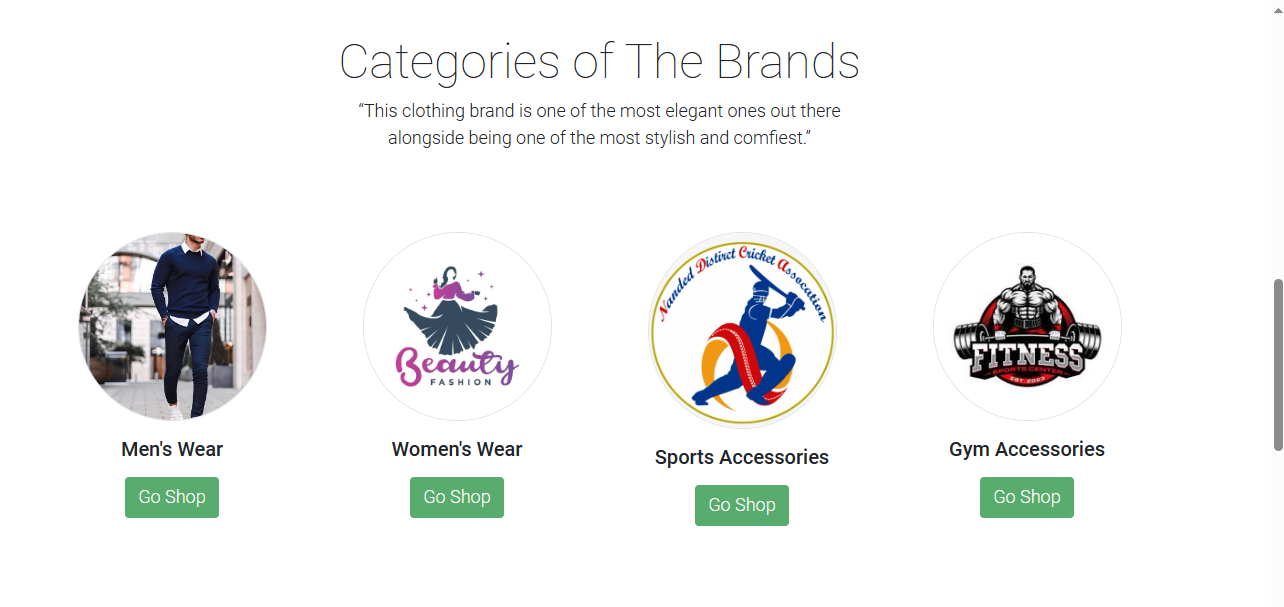 Categories of The Brands
“This clothing brand is one of the most elegant ones out there
alongside being one of the most stylish and comfiest.”
Beauty
FASHION
Nanded Distirct Cricket Assocation
FITNESS
SPORTS CENTER
EST. 2023
Men's Wear
Women's Wear
Sports Accessories
Gym Accessories
Go Shop
Go Shop
Go Shop
Go Shop